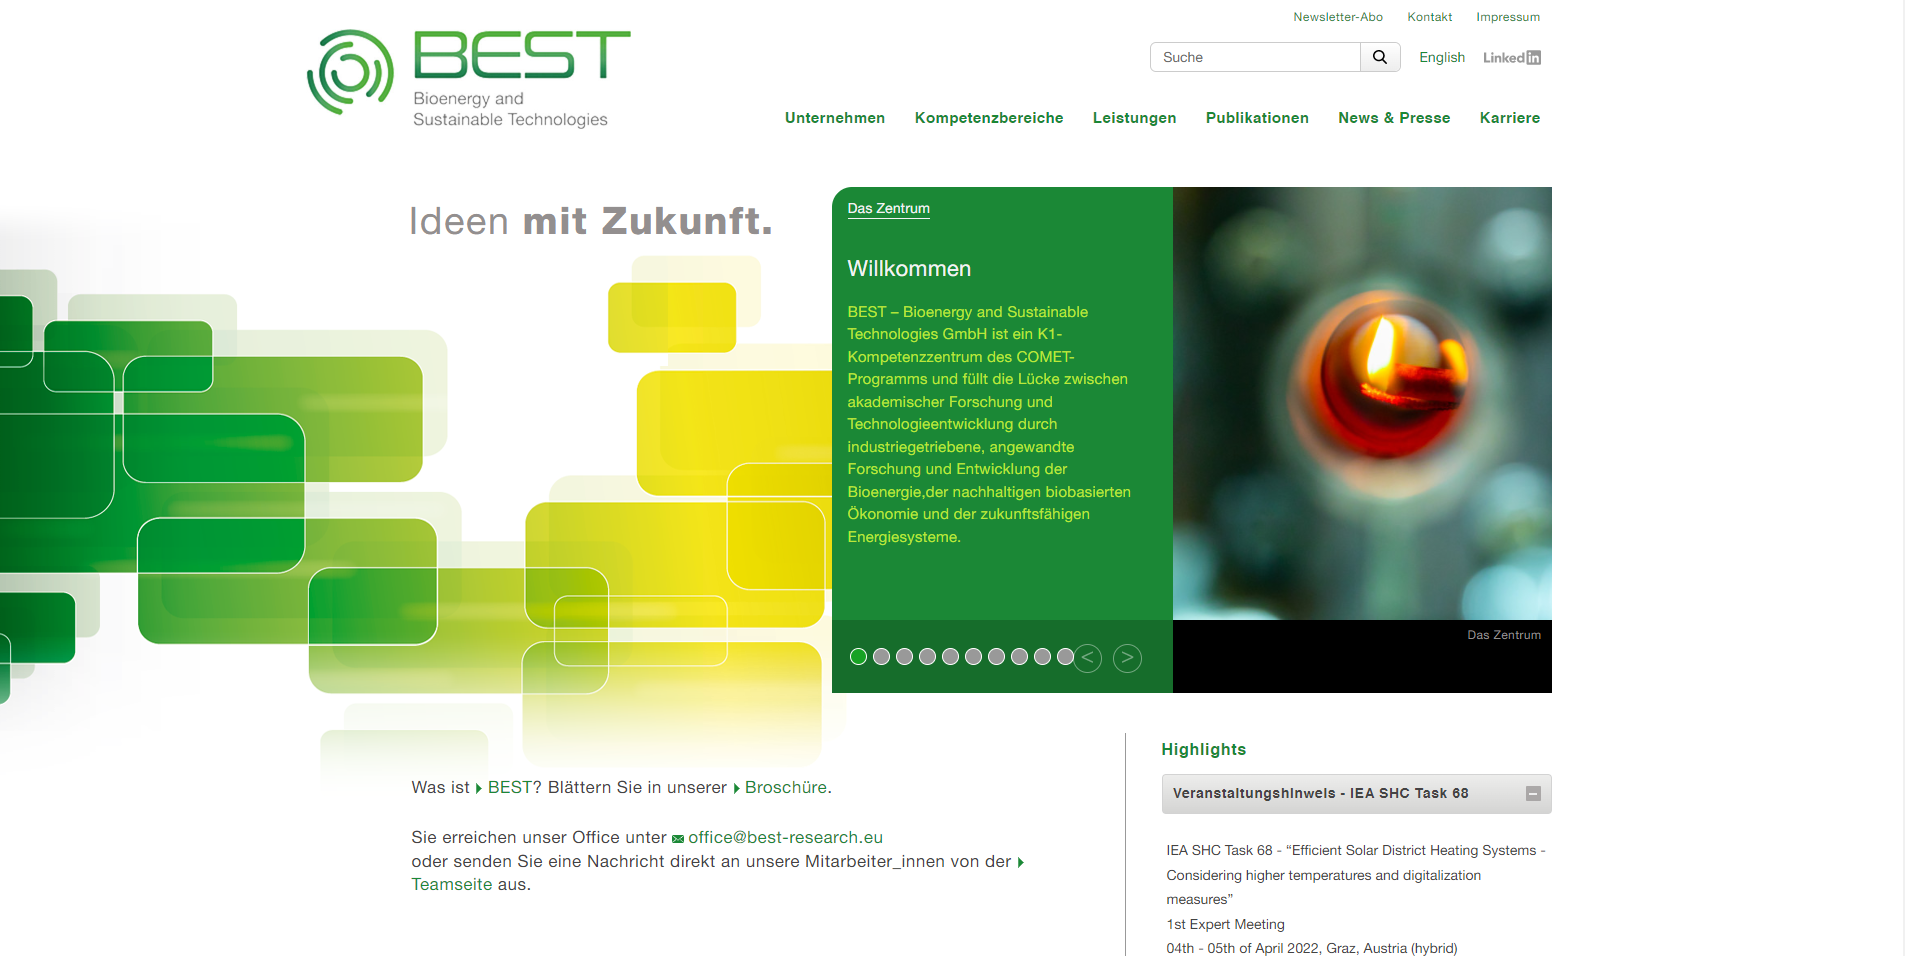 Newsletter-Abo Kontakt Impressum
BEST
Bioenergy and
Sustainable Technologies
Suche English LinkedIn
Unternehmen Kompetenzbereiche Leistungen Publikationen News & Presse Karriere
Ideen mit Zukunft.
Das Zentrum
Willkommen
BEST – Bioenergy and Sustainable
Technologies GmbH ist ein K1-
Kompetenzzentrum des COMET-
Programms und füllt die Lücke zwischen
akademischer Forschung und
Technologieentwicklung durch
industriegetriebene, angewandte
Forschung und Entwicklung der
Bioenergie,der nachhaltigen biobasierten
Ökonomie und der zukunftsfähigen
Energiesysteme.
< >
Das Zentrum
Was ist BEST? Blättern Sie in unserer Broschüre.
Sie erreichen unser Office unter office@best-research.eu
oder senden Sie eine Nachricht direkt an unsere Mitarbeiter_innen von der
Teamseite aus.
Highlights
Veranstaltungshinweis - IEA SHC Task 68
IEA SHC Task 68 - “Efficient Solar District Heating Systems -
Considering higher temperatures and digitalization
measures”
1st Expert Meeting
04th - 05th of April 2022, Graz, Austria (hybrid)